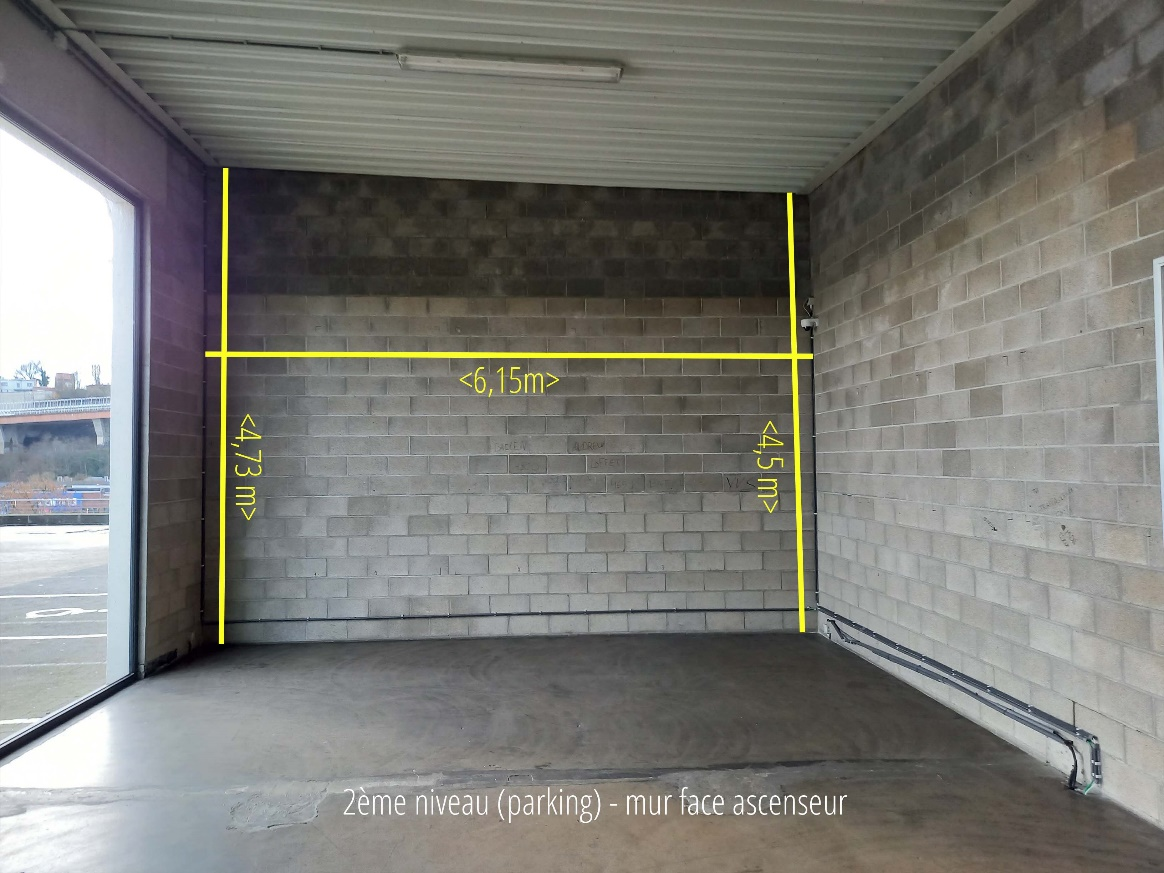 <6,15m>
<4,73 m>
<4,5 m>
2ème niveau (parking) - mur face ascenseur